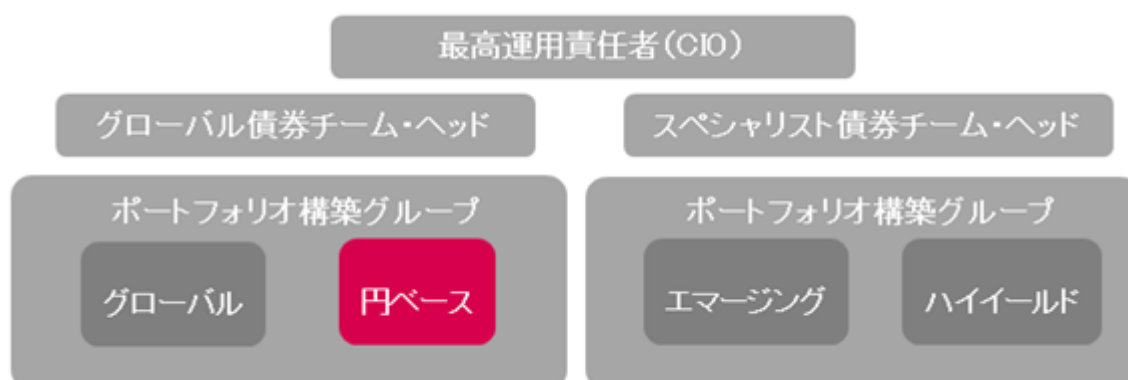 最高運用責任者(CIO)
グローバル債券チーム・ヘッド
スペシャリスト債券チーム・ヘッド
ポートフォリオ構築グループ
ポートフォリオ構築グループ
グローバル
円ベース
エマージング
ハイイールド